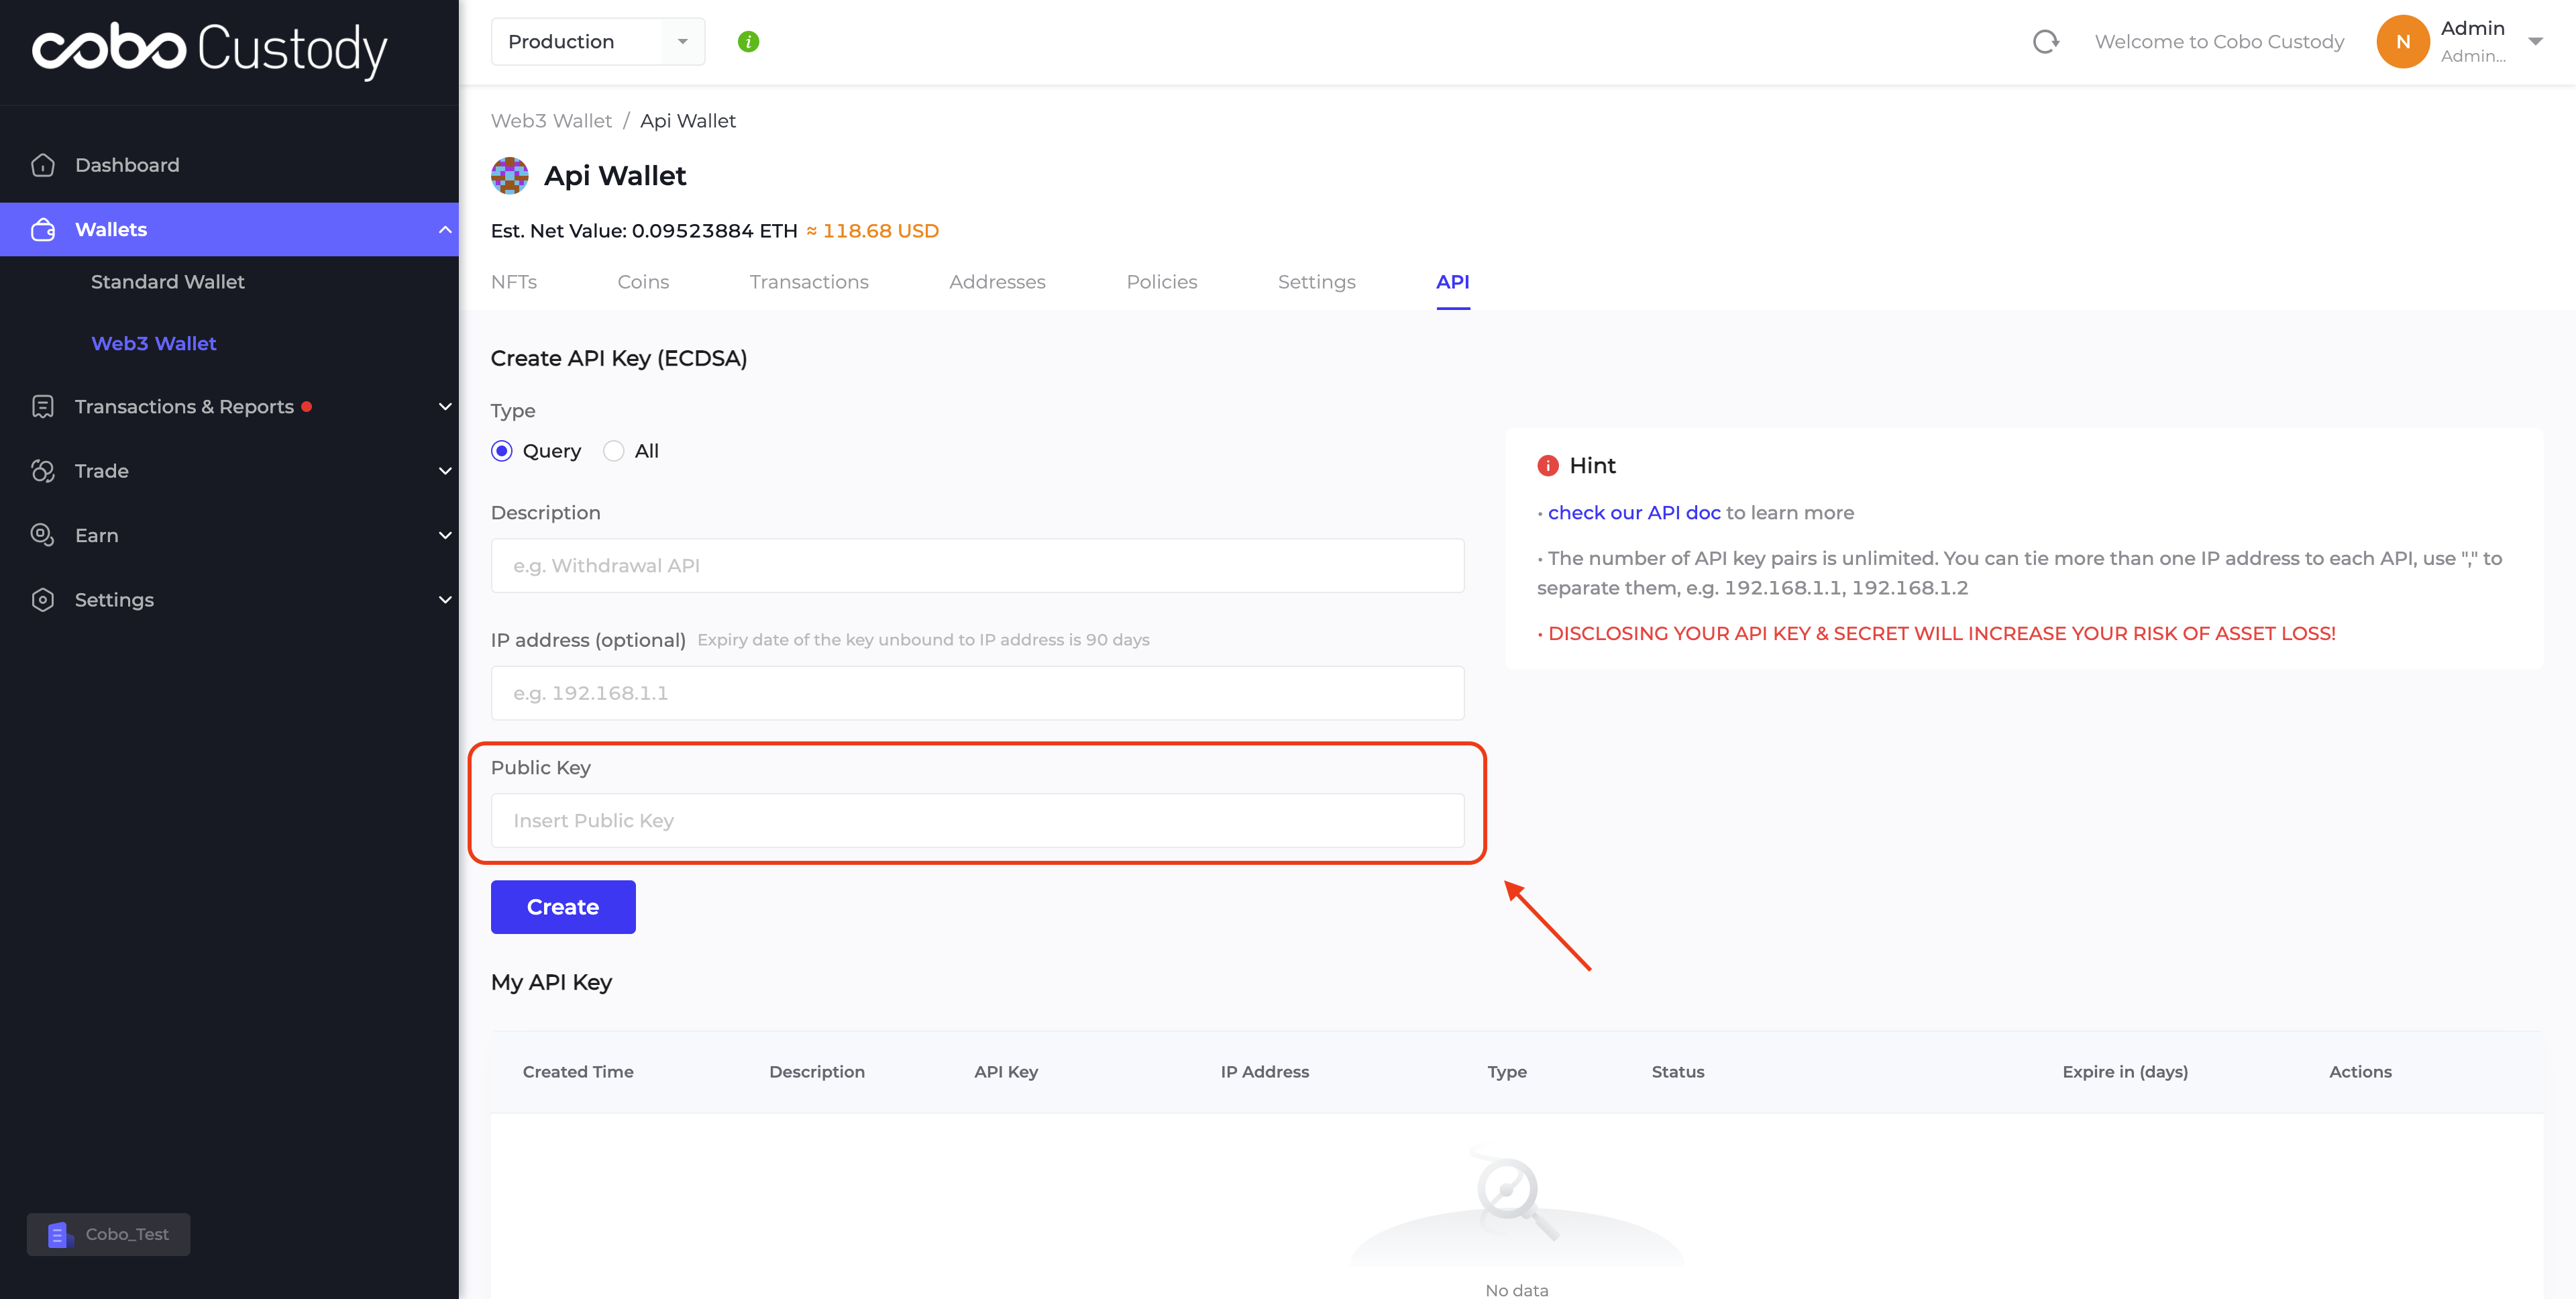 cobo Custody
Production
Welcome to Cobo Custody
N
Admin
Admin...
Dashboard
Wallets
Standard Wallet
Web3 Wallet
Transactions & Reports
Trade
Earn
Settings
Cobo_Test
Web3 Wallet / Api Wallet
Api Wallet
Est. Net Value: 0.09523884 ETH ≈ 118.68 USD
NFTs Coins Transactions Addresses Policies Settings API
Create API Key (ECDSA)
Type
Query All
Description
e.g. Withdrawal API
IP address (optional) Expiry date of the key unbound to IP address is 90 days
e.g. 192.168.1.1
Public Key
Insert Public Key
Create
Hint
· check our API doc to learn more
· The number of API key pairs is unlimited. You can tie more than one IP address to each API, use "," to
separate them, e.g. 192.168.1.1, 192.168.1.2
· DISCLOSING YOUR API KEY & SECRET WILL INCREASE YOUR RISK OF ASSET LOSS!
My API Key
Created Time Description API Key IP Address Type Status Expire in (days) Actions
No data